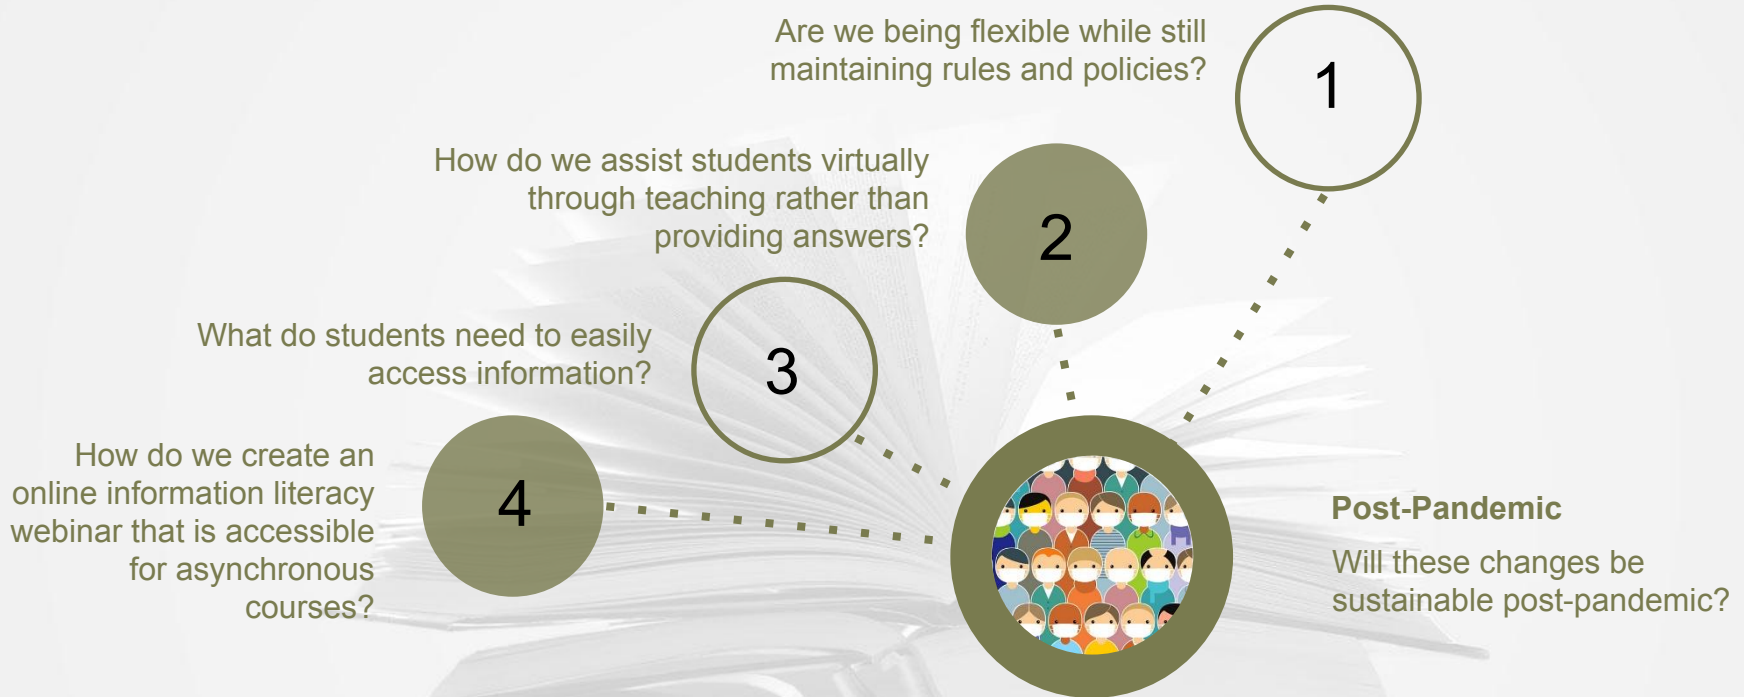 Are we being flexible while still
maintaining rules and policies?
1
How do we assist students virtually
through teaching rather than
providing answers?
2
What do students need to easily
access information?
3
How do we create an
online information literacy
webinar that is accessible
for asynchronous
courses?
4
Post-Pandemic
Will these changes be
sustainable post-pandemic?